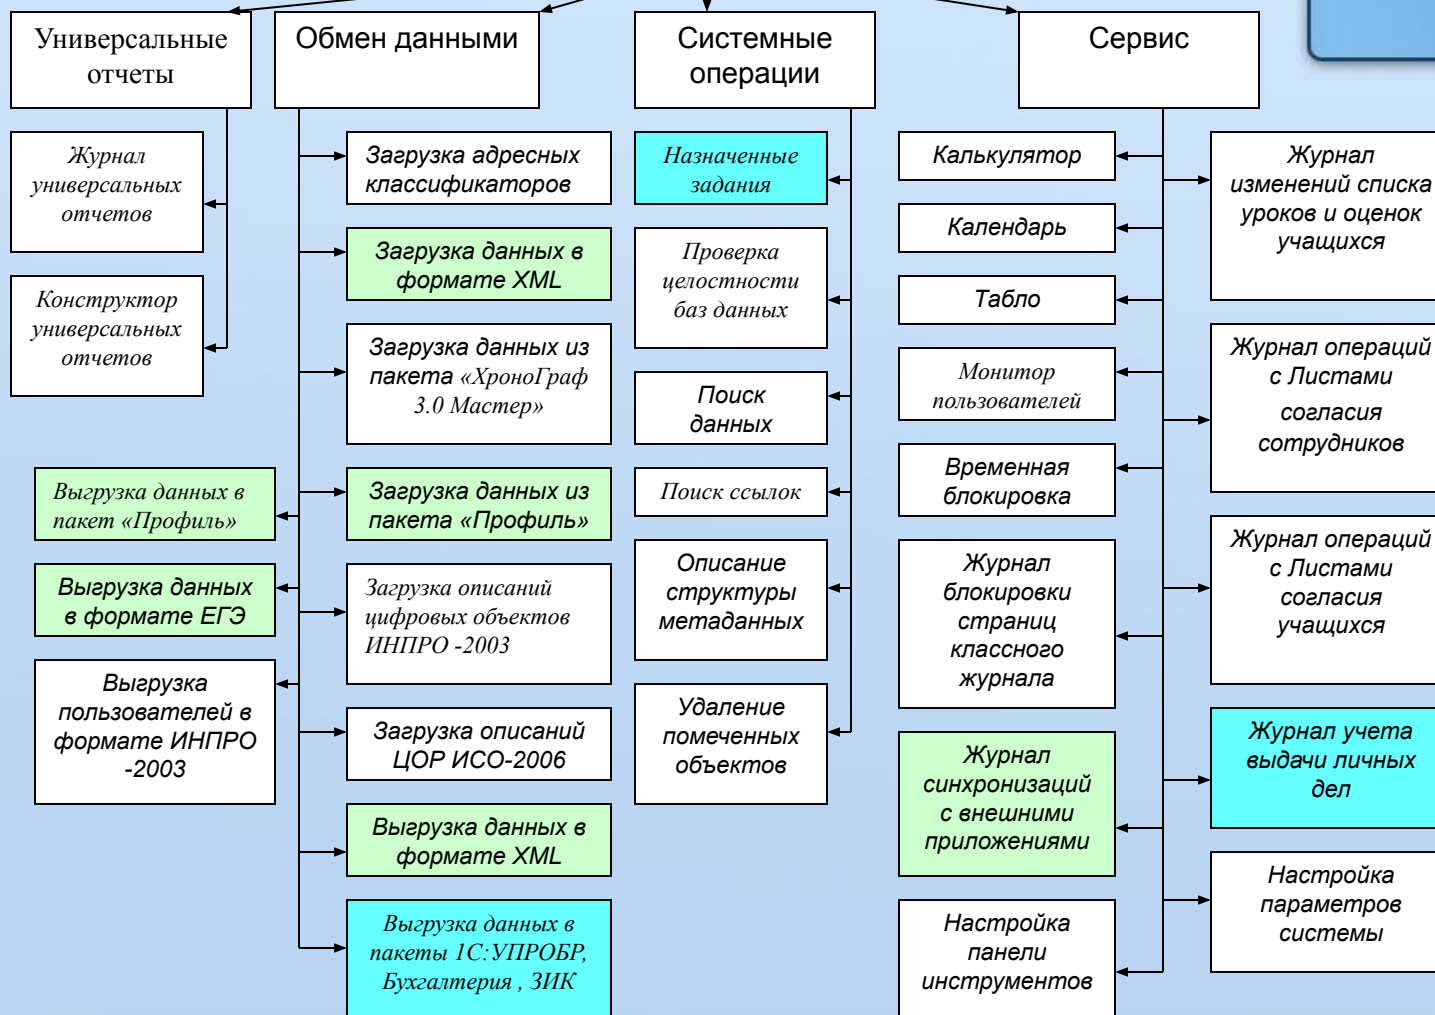 Универсальные
отчеты
Обмен данными
Системные
операции
Сервис
Журнал
универсальных
отчетов
Конструктор
универсальных
отчетов
Загрузка адресных
классификаторов
Загрузка данных в
формате XML
Загрузка данных из
пакета «ХроноГраф
3.0 Мастер»
Выгрузка данных в
пакет «Профиль»
Загрузка данных из
пакета «Профиль»
Выгрузка данных
в формате ЕГЭ
Загрузка описаний
цифровых объектов
ИНПРО -2003
Выгрузка
пользователей в
формате ИНПРО
-2003
Загрузка описаний
ЦОР ИСО-2006
Выгрузка данных в
формате XML
Выгрузка данных в
пакеты 1С:УПРОБР,
Бухгалтерия , ЗИК
Назначенные
задания
Проверка
целостности
баз данных
Поиск
данных
Поиск ссылок
Описание
структуры
метаданных
Удаление
помеченных
объектов
Калькулятор
Календарь
Табло
Монитор
пользователей
Временная
блокировка
Журнал
блокировки
страниц
классного
журнала
Журнал
синхронизаций
с внешними
приложениями
Настройка
панели
инструментов
Журнал
изменений списка
уроков и оценок
учащихся
Журнал операций
с Листами
согласия
сотрудников
Журнал операций
с Листами
согласия
учащихся
Журнал учета
выдачи личных
дел
Настройка
параметров
системы